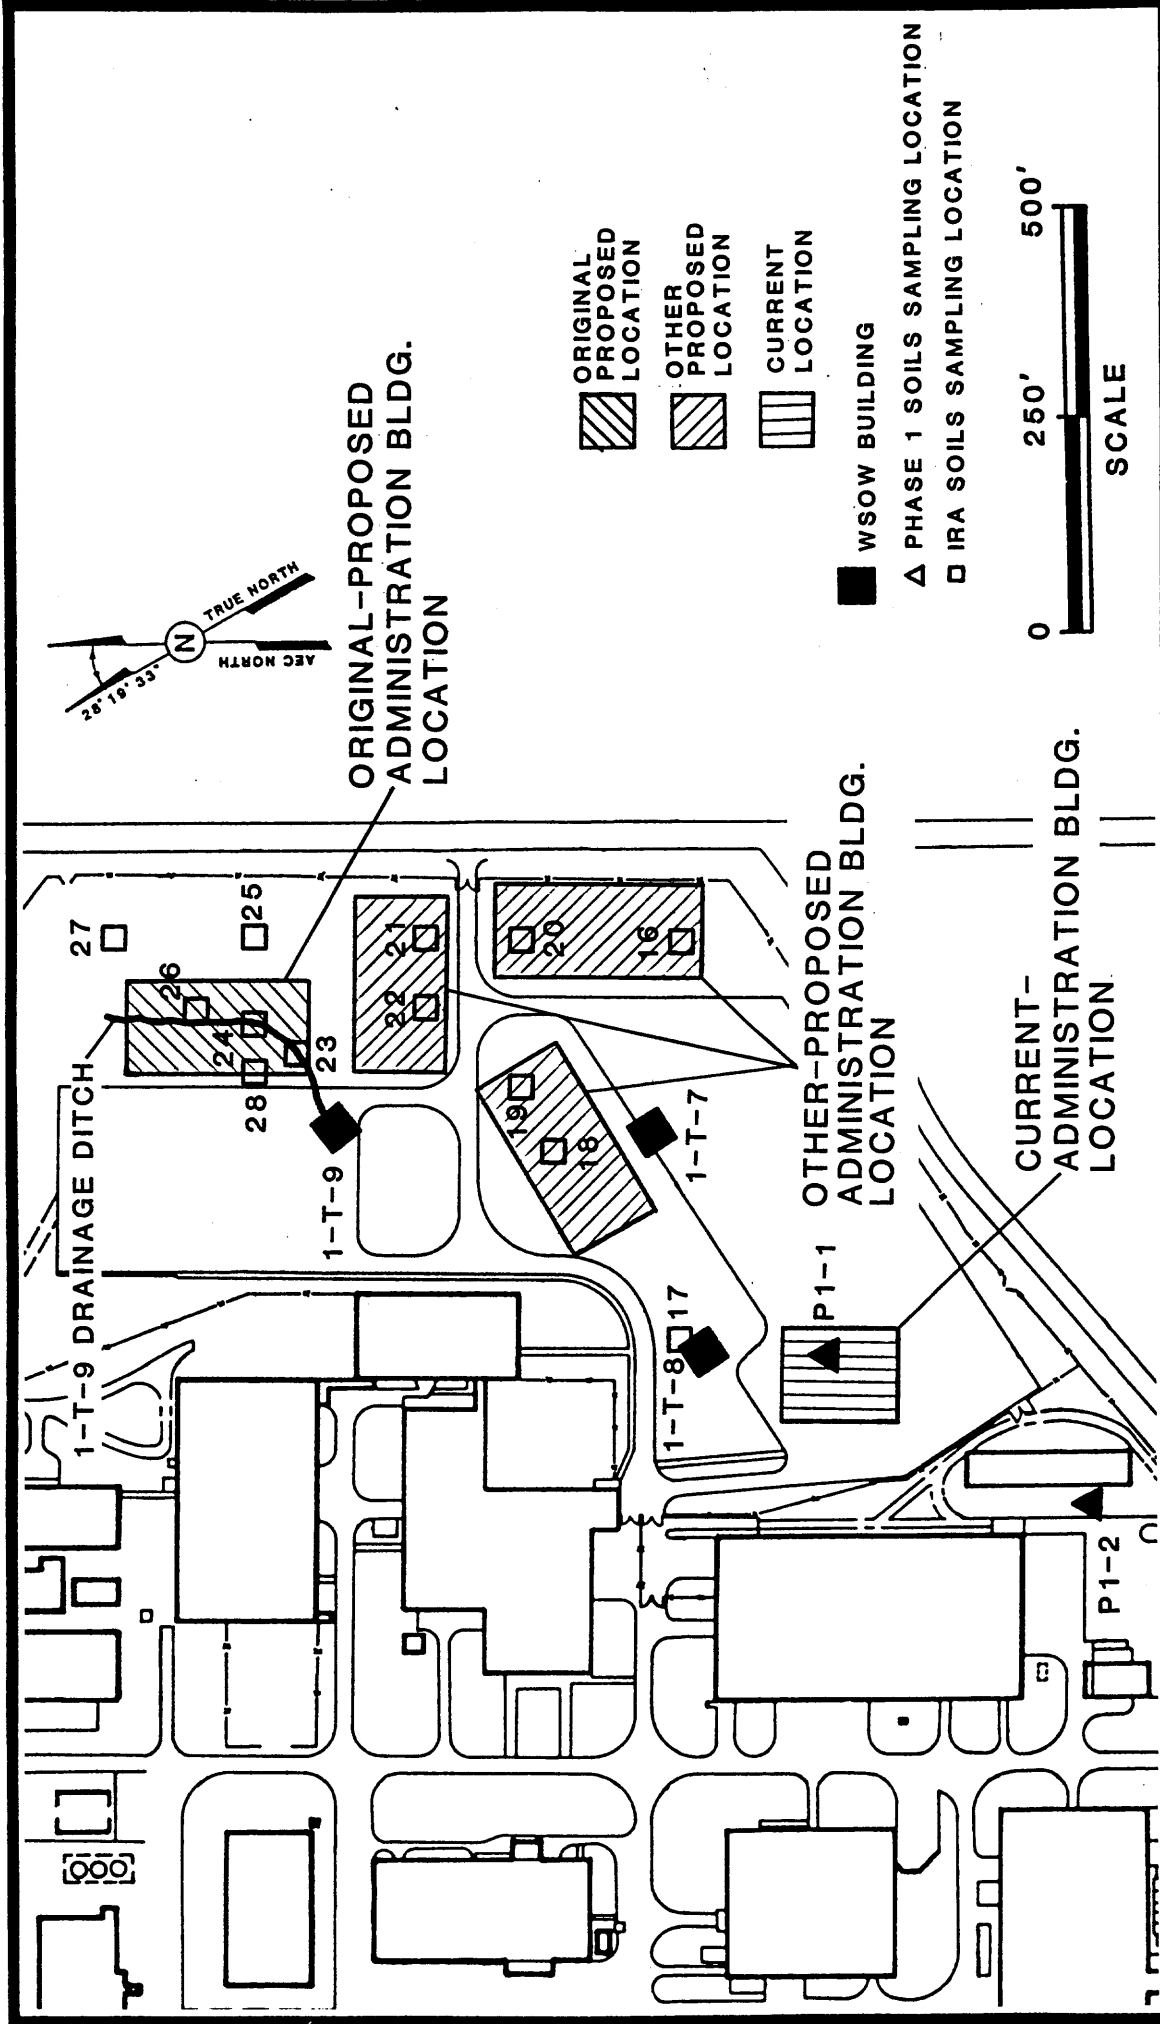 1-T-9 DRAINAGE DITCH
27
25
26
24
28
23
1-T-9
21
22
20
16
19
18
1-T-7
17
1-T-8
P1-1
P1-2
28° 19' 33"
N
TRUE NORTH
AEC NORTH
ORIGINAL-PROPOSED
ADMINISTRATION BLDG.
LOCATION
OTHER-PROPOSED
ADMINISTRATION BLDG.
LOCATION
CURRENT-
ADMINISTRATION BLDG.
LOCATION
ORIGINAL
PROPOSED
LOCATION
OTHER
PROPOSED
LOCATION
CURRENT
LOCATION
WSOW BUILDING
PHASE 1 SOILS SAMPLING LOCATION
IRA SOILS SAMPLING LOCATION
0 250' 500'
SCALE